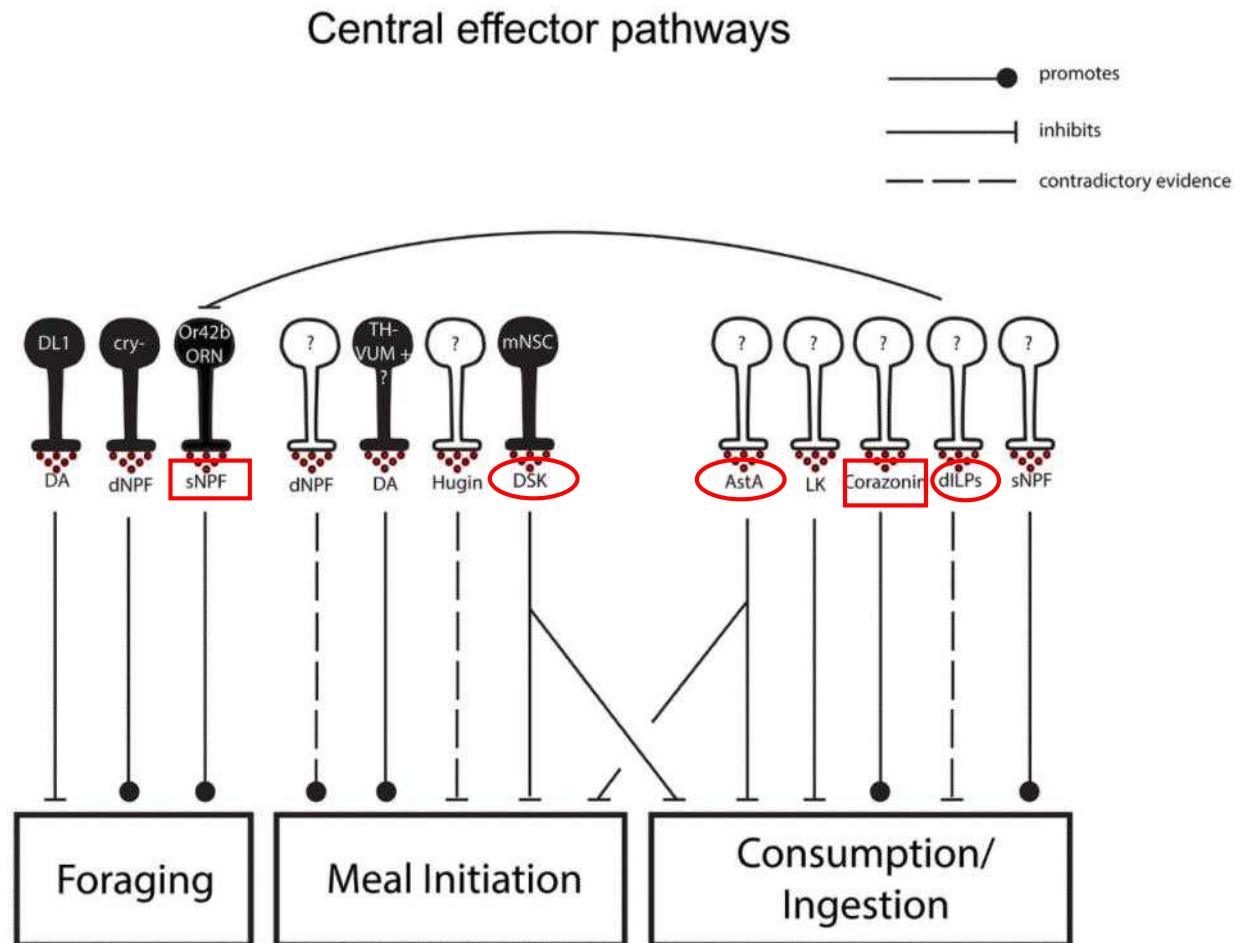 Central effector pathways
promotes
inhibits
contradictory evidence
DL1
cry-
Or42b
ORN
?
TH-
VUM +
?
?
mNSC
?
?
?
?
?
DA
dNPF
sNPF
dNPF
DA
Hugin
DSK
AstA
LK
Corazonin
dILPs
sNPF
Foraging
Meal Initiation
Consumption/
Ingestion